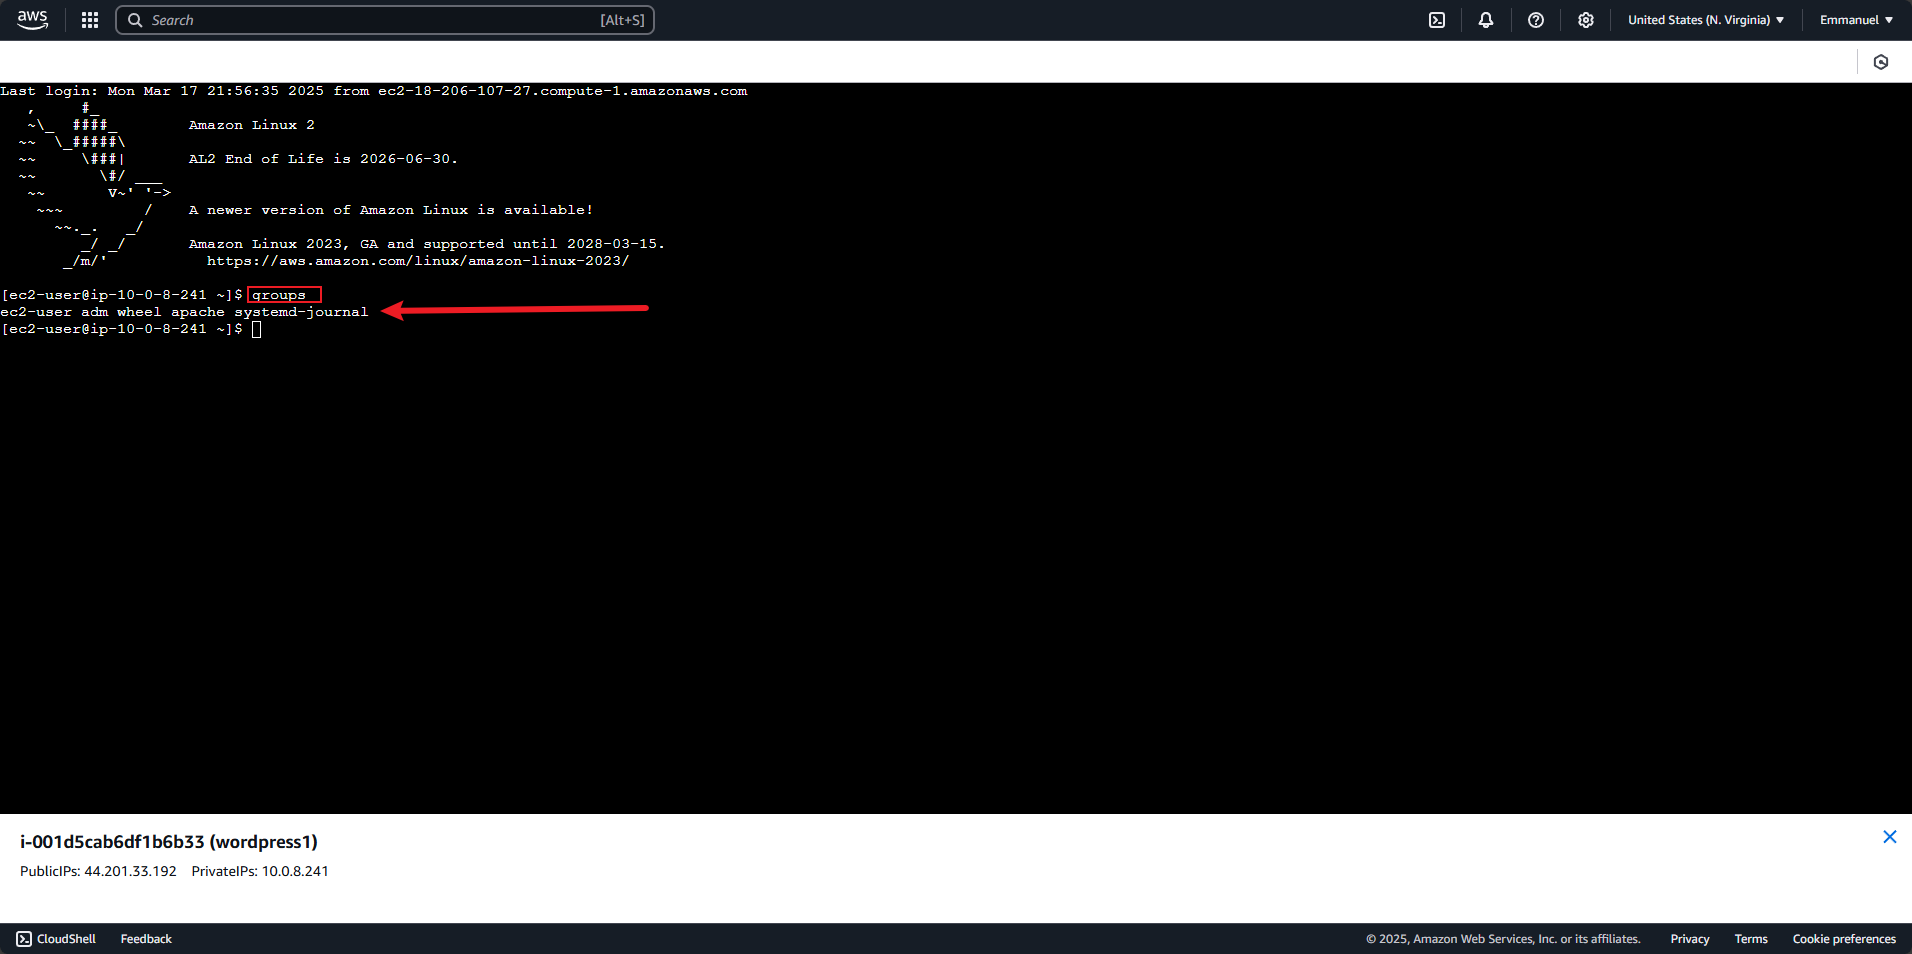 aws
Search [Alt+S] United States (N. Virginia) ▼ Emmanuel ▼
Last login: Mon Mar 17 21:56:35 2025 from ec2-18-206-107-27.compute-1.amazonaws.com
   ,     #_
   ~\_  ####_        Amazon Linux 2
  ~~  \_#####\
  ~~     \###|       AL2 End of Life is 2026-06-30.
  ~~       \#/ ___
   ~~       V~' '->
    ~~~         /    A newer version of Amazon Linux is available!
      ~~._.   _/
         _/ _/       Amazon Linux 2023, GA and supported until 2028-03-15.
       _/m/'           https://aws.amazon.com/linux/amazon-linux-2023/
[ec2-user@ip-10-0-8-241 ~]$ groups
ec2-user adm wheel apache systemd-journal
[ec2-user@ip-10-0-8-241 ~]$
i-001d5cab6df1b6b33 (wordpress1)
PublicIPs: 44.201.33.192 PrivateIPs: 10.0.8.241
CloudShell Feedback © 2025, Amazon Web Services, Inc. or its affiliates. Privacy Terms Cookie preferences